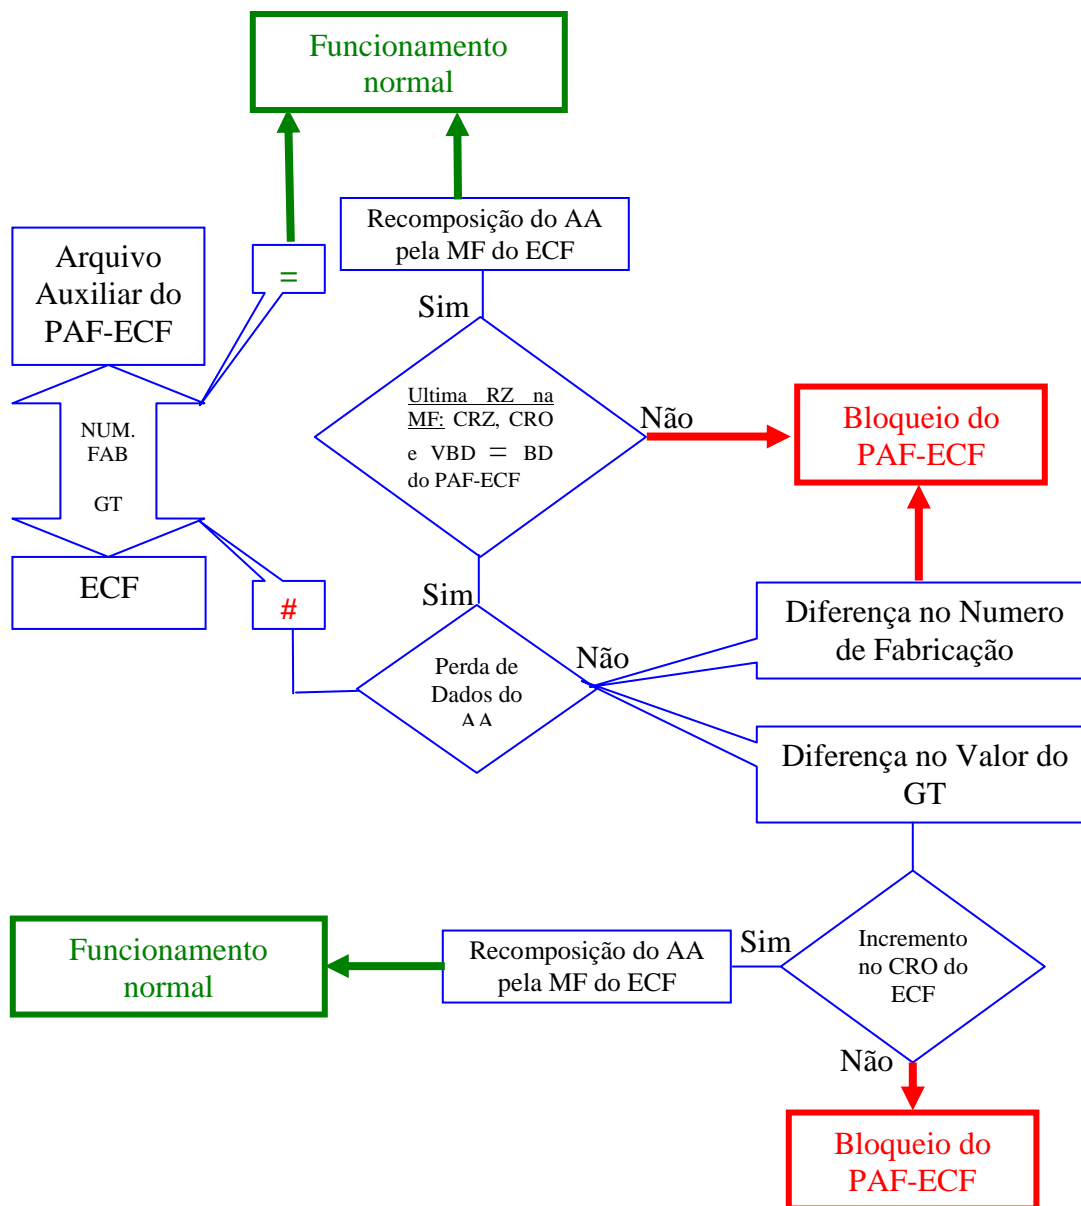 Funcionamento
normal
Recomposição do AA
pela MF do ECF
Arquivo
Auxiliar do
PAF-ECF
=
Sim
Ultima RZ na
MF: CRZ, CRO
e VBD = BD
do PAF-ECF
Não
Bloqueio do
PAF-ECF
NUM.
FAB
GT
ECF
#
Sim
Perda de
Dados do
AA
Não
Diferença no Numero
de Fabricação
Diferença no Valor do
GT
Funcionamento
normal
Recomposição do AA
pela MF do ECF
Sim
Incremento
no CRO do
ECF
Não
Bloqueio do
PAF-ECF